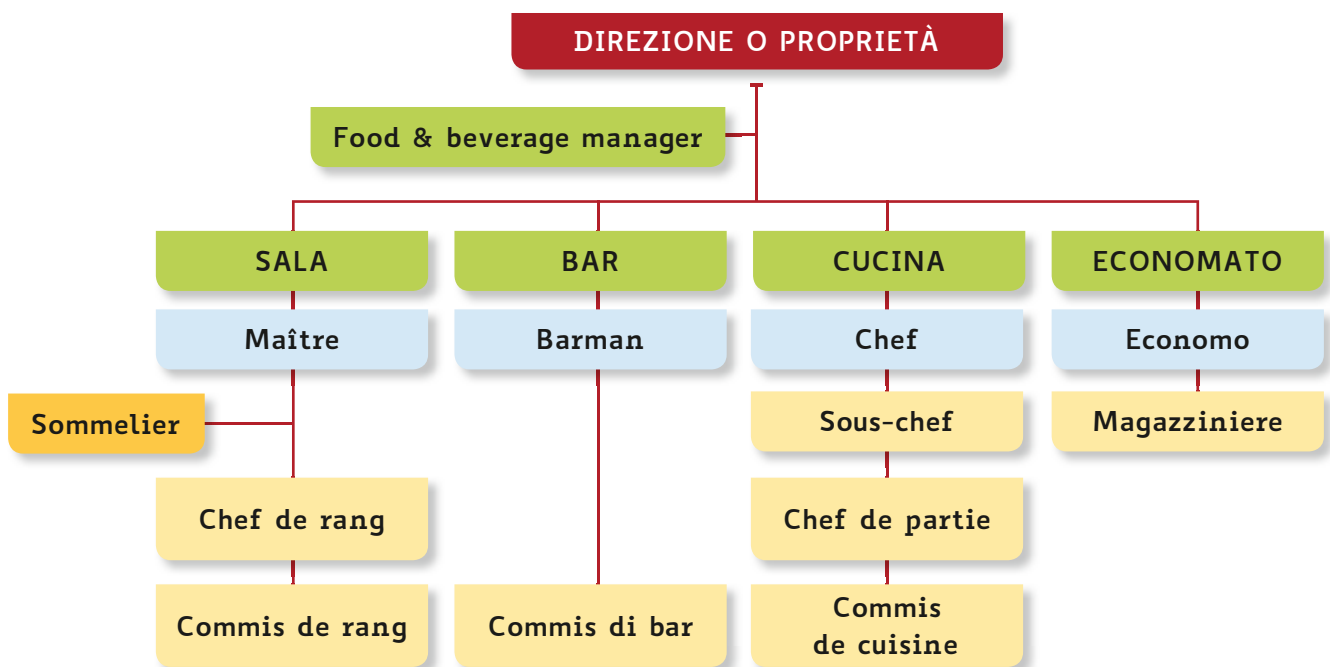 DIREZIONE O PROPRIETÀ
Food & beverage manager
SALA
BAR
CUCINA
ECONOMATO
Maître
Barman
Chef
Economo
Sommelier
Sous-chef
Magazziniere
Chef de rang
Chef de partie
Commis de rang
Commis di bar
Commis
de cuisine